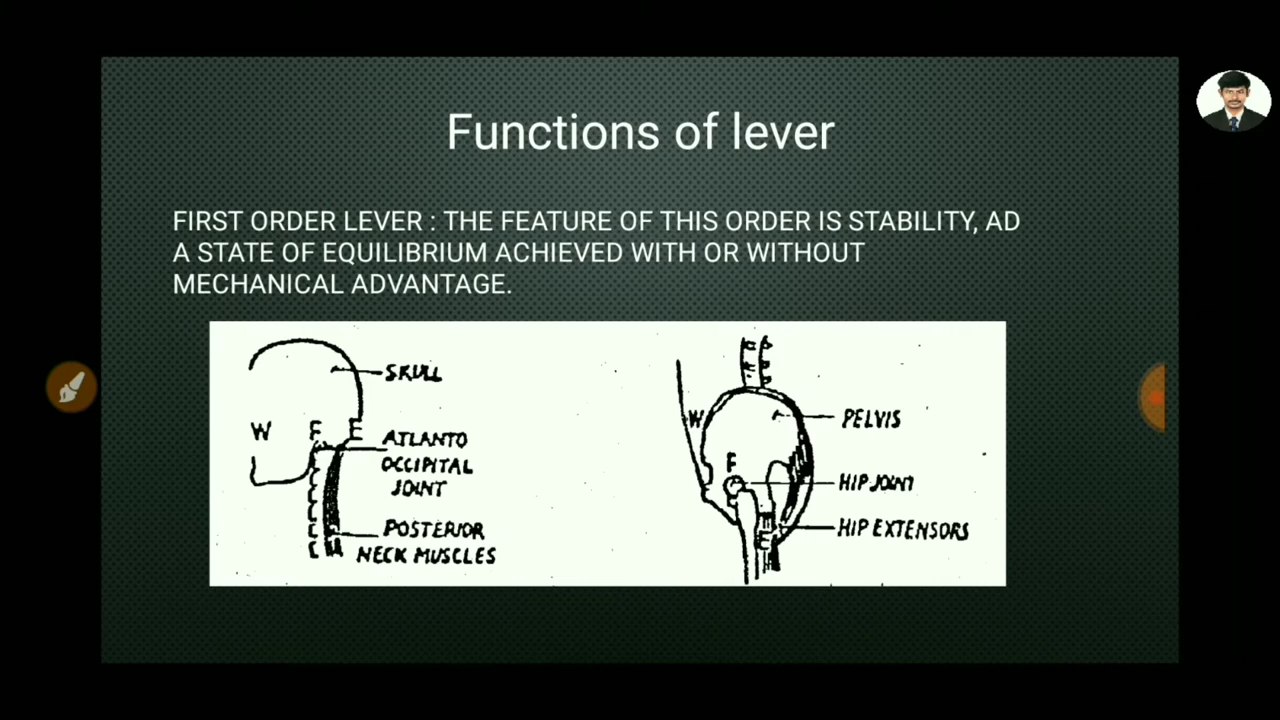 Functions of lever
FIRST ORDER LEVER : THE FEATURE OF THIS ORDER IS STABILITY, AD
A STATE OF EQUILIBRIUM ACHIEVED WITH OR WITHOUT
MECHANICAL ADVANTAGE.
SKULL
W
F
E
ATLANTO
OCCIPITAL
JOINT
POSTERIOR
NECK MUSCLES
W
PELVIS
F
HIP JOINT
HIP EXTENSORS
E